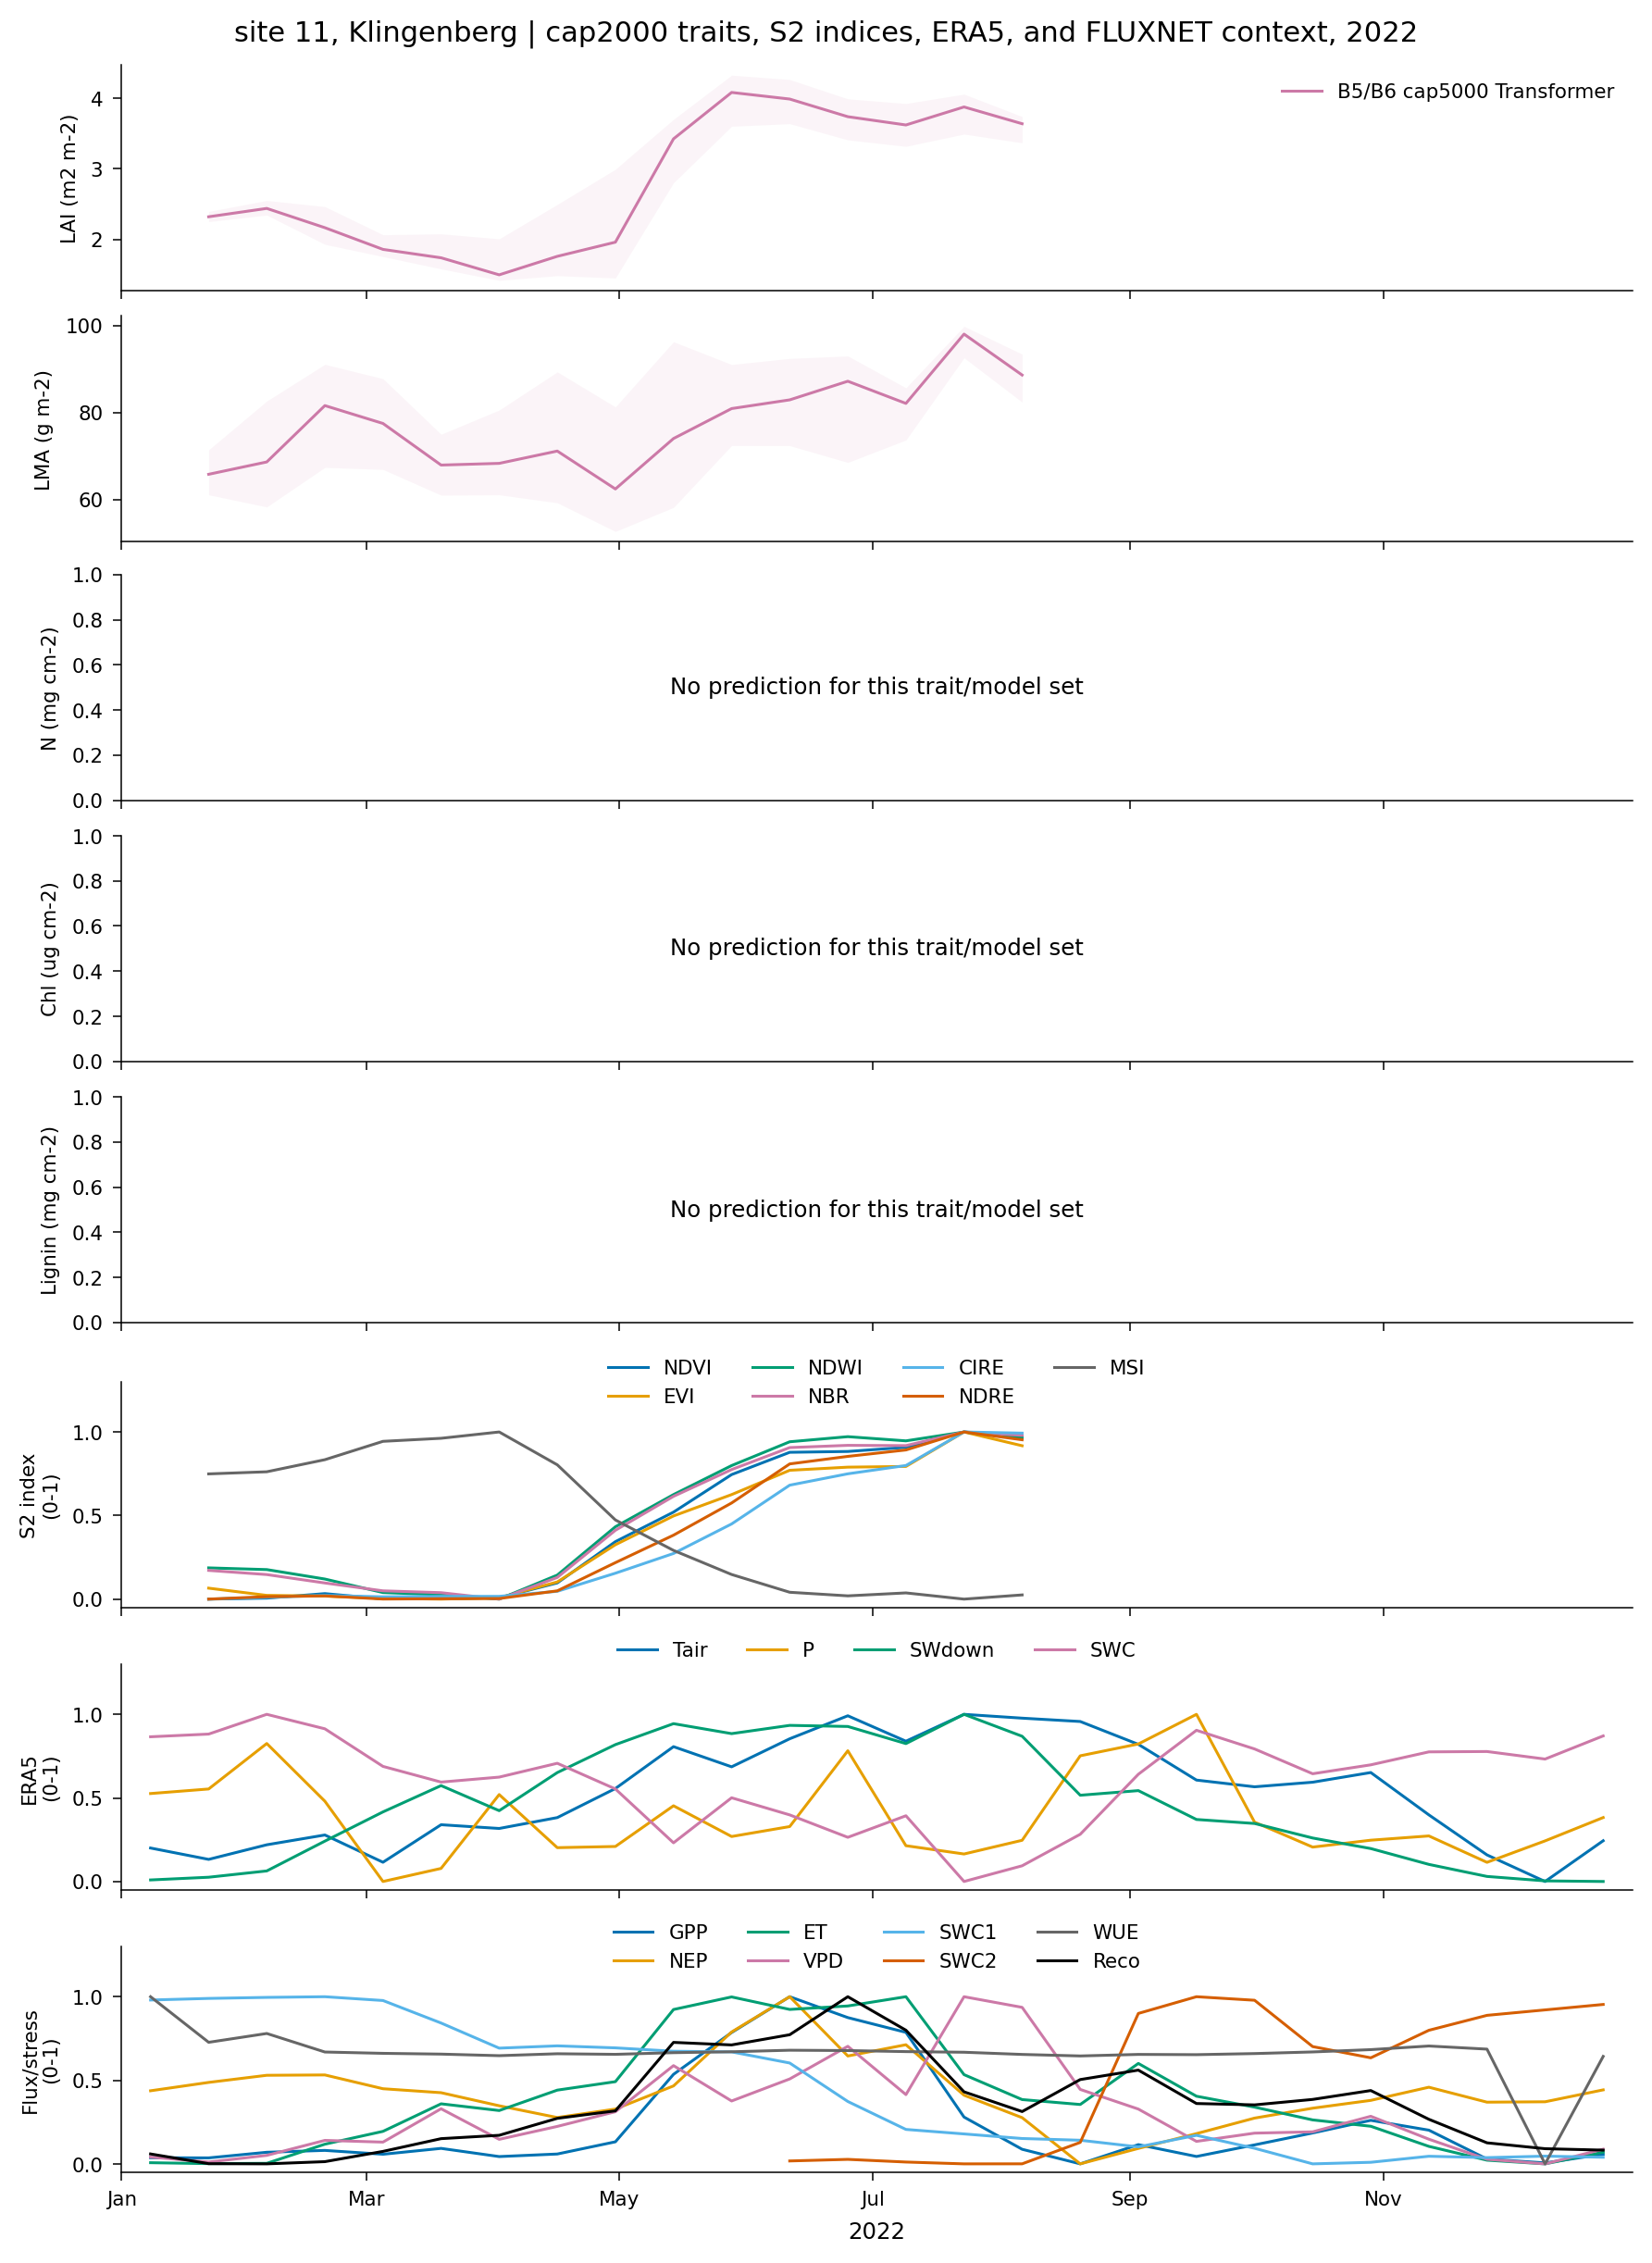 site 11, Klingenberg | cap2000 traits, S2 indices, ERA5, and FLUXNET context, 2022
B5/B6 cap5000 Transformer
LAI (m2 m-2)
4
3
2
LMA (g m-2)
100
80
60
N (mg cm-2)
1.0
0.8
0.6
0.4
0.2
0.0
No prediction for this trait/model set
Chl (ug cm-2)
1.0
0.8
0.6
0.4
0.2
0.0
No prediction for this trait/model set
Lignin (mg cm-2)
1.0
0.8
0.6
0.4
0.2
0.0
No prediction for this trait/model set
NDVI NDWI CIRE MSI
EVI NBR NDRE
S2 index
(0-1)
1.0
0.5
0.0
Tair P SWdown SWC
ERA5
(0-1)
1.0
0.5
0.0
GPP ET SWC1 WUE
NEP VPD SWC2 Reco
Flux/stress
(0-1)
1.0
0.5
0.0
Jan Mar May Jul Sep Nov
2022